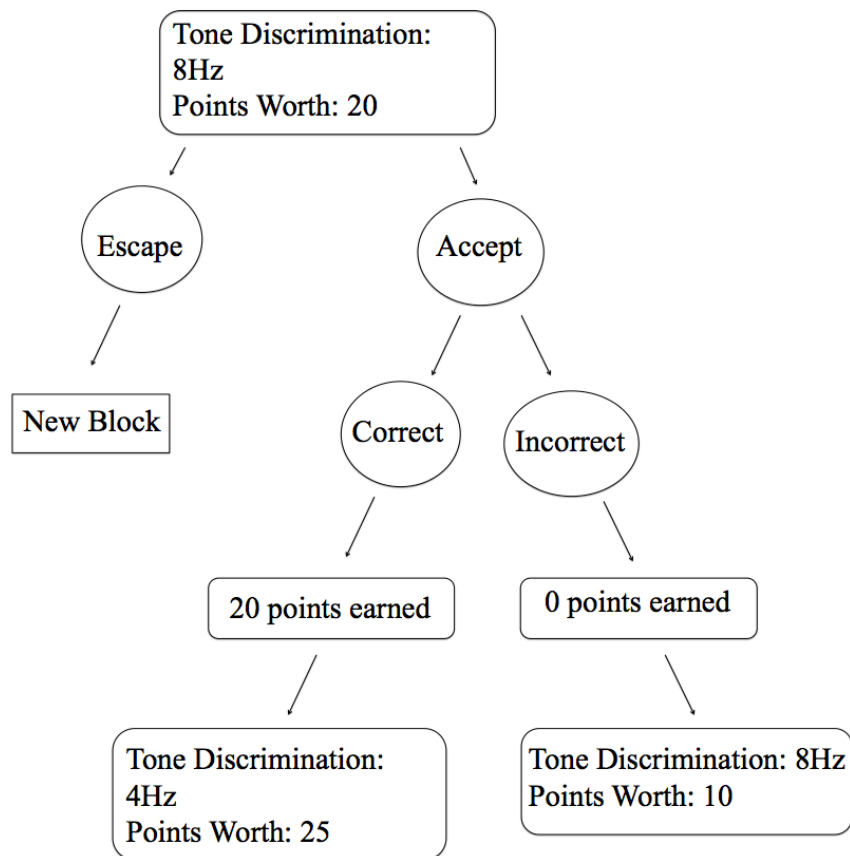 Tone Discrimination:
8Hz
Points Worth: 20
Escape
Accept
New Block
Correct
Incorrect
20 points earned
0 points earned
Tone Discrimination:
4Hz
Points Worth: 25
Tone Discrimination: 8Hz
Points Worth: 10